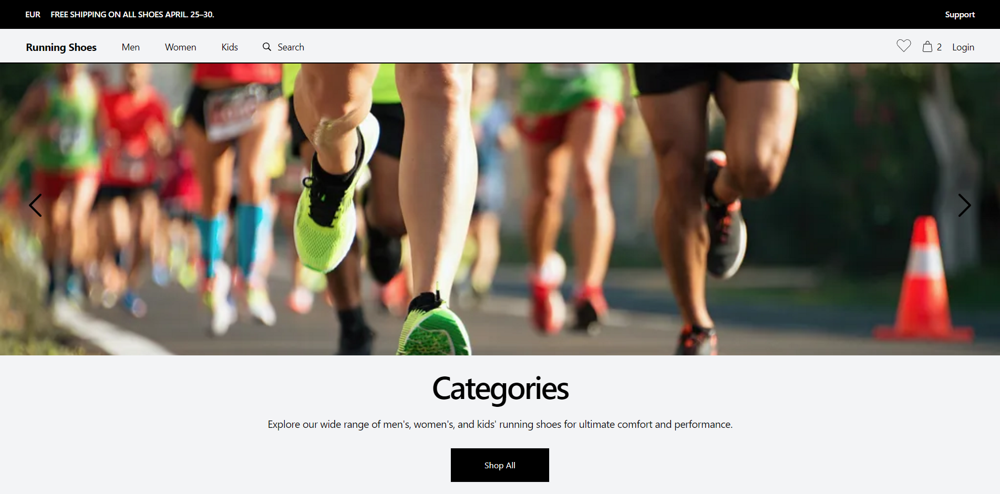 EUR FREE SHIPPING ON ALL SHOES APRIL. 25–30. Support
Running Shoes Men Women Kids Search 2 Login
Categories
Explore our wide range of men's, women's, and kids' running shoes for ultimate comfort and performance.
Shop All